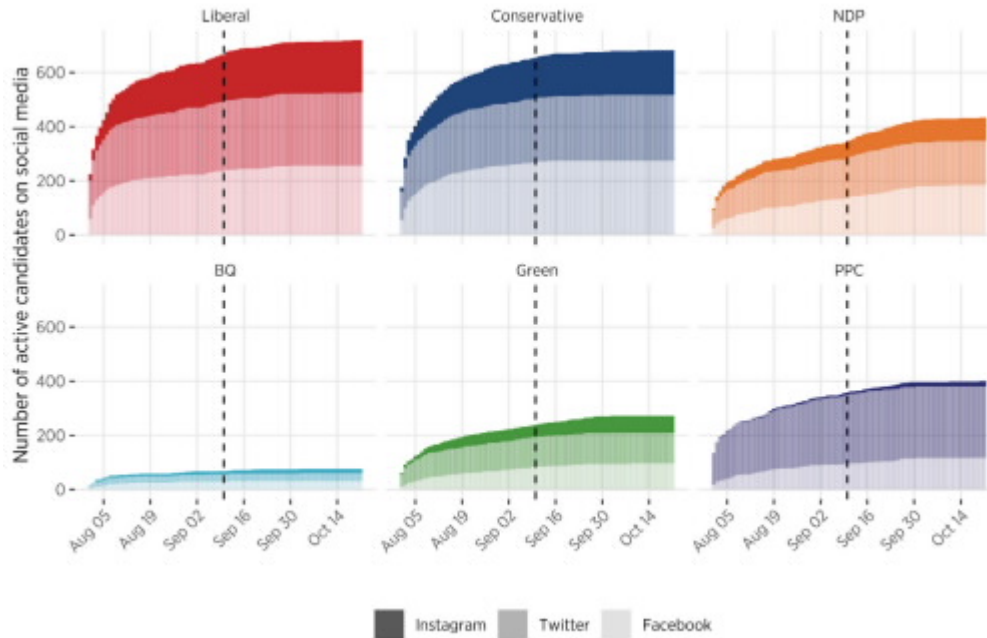 Liberal
Conservative
NDP
Number of active candidates on social media
600
400
200
0
BQ
Green
PPC
600
400
200
0
Aug 05
Aug 19
Sep 02
Sep 16
Sep 30
Oct 14
Aug 05
Aug 19
Sep 02
Sep 16
Sep 30
Oct 14
Aug 05
Aug 19
Sep 02
Sep 16
Sep 30
Oct 14
Instagram
Twitter
Facebook